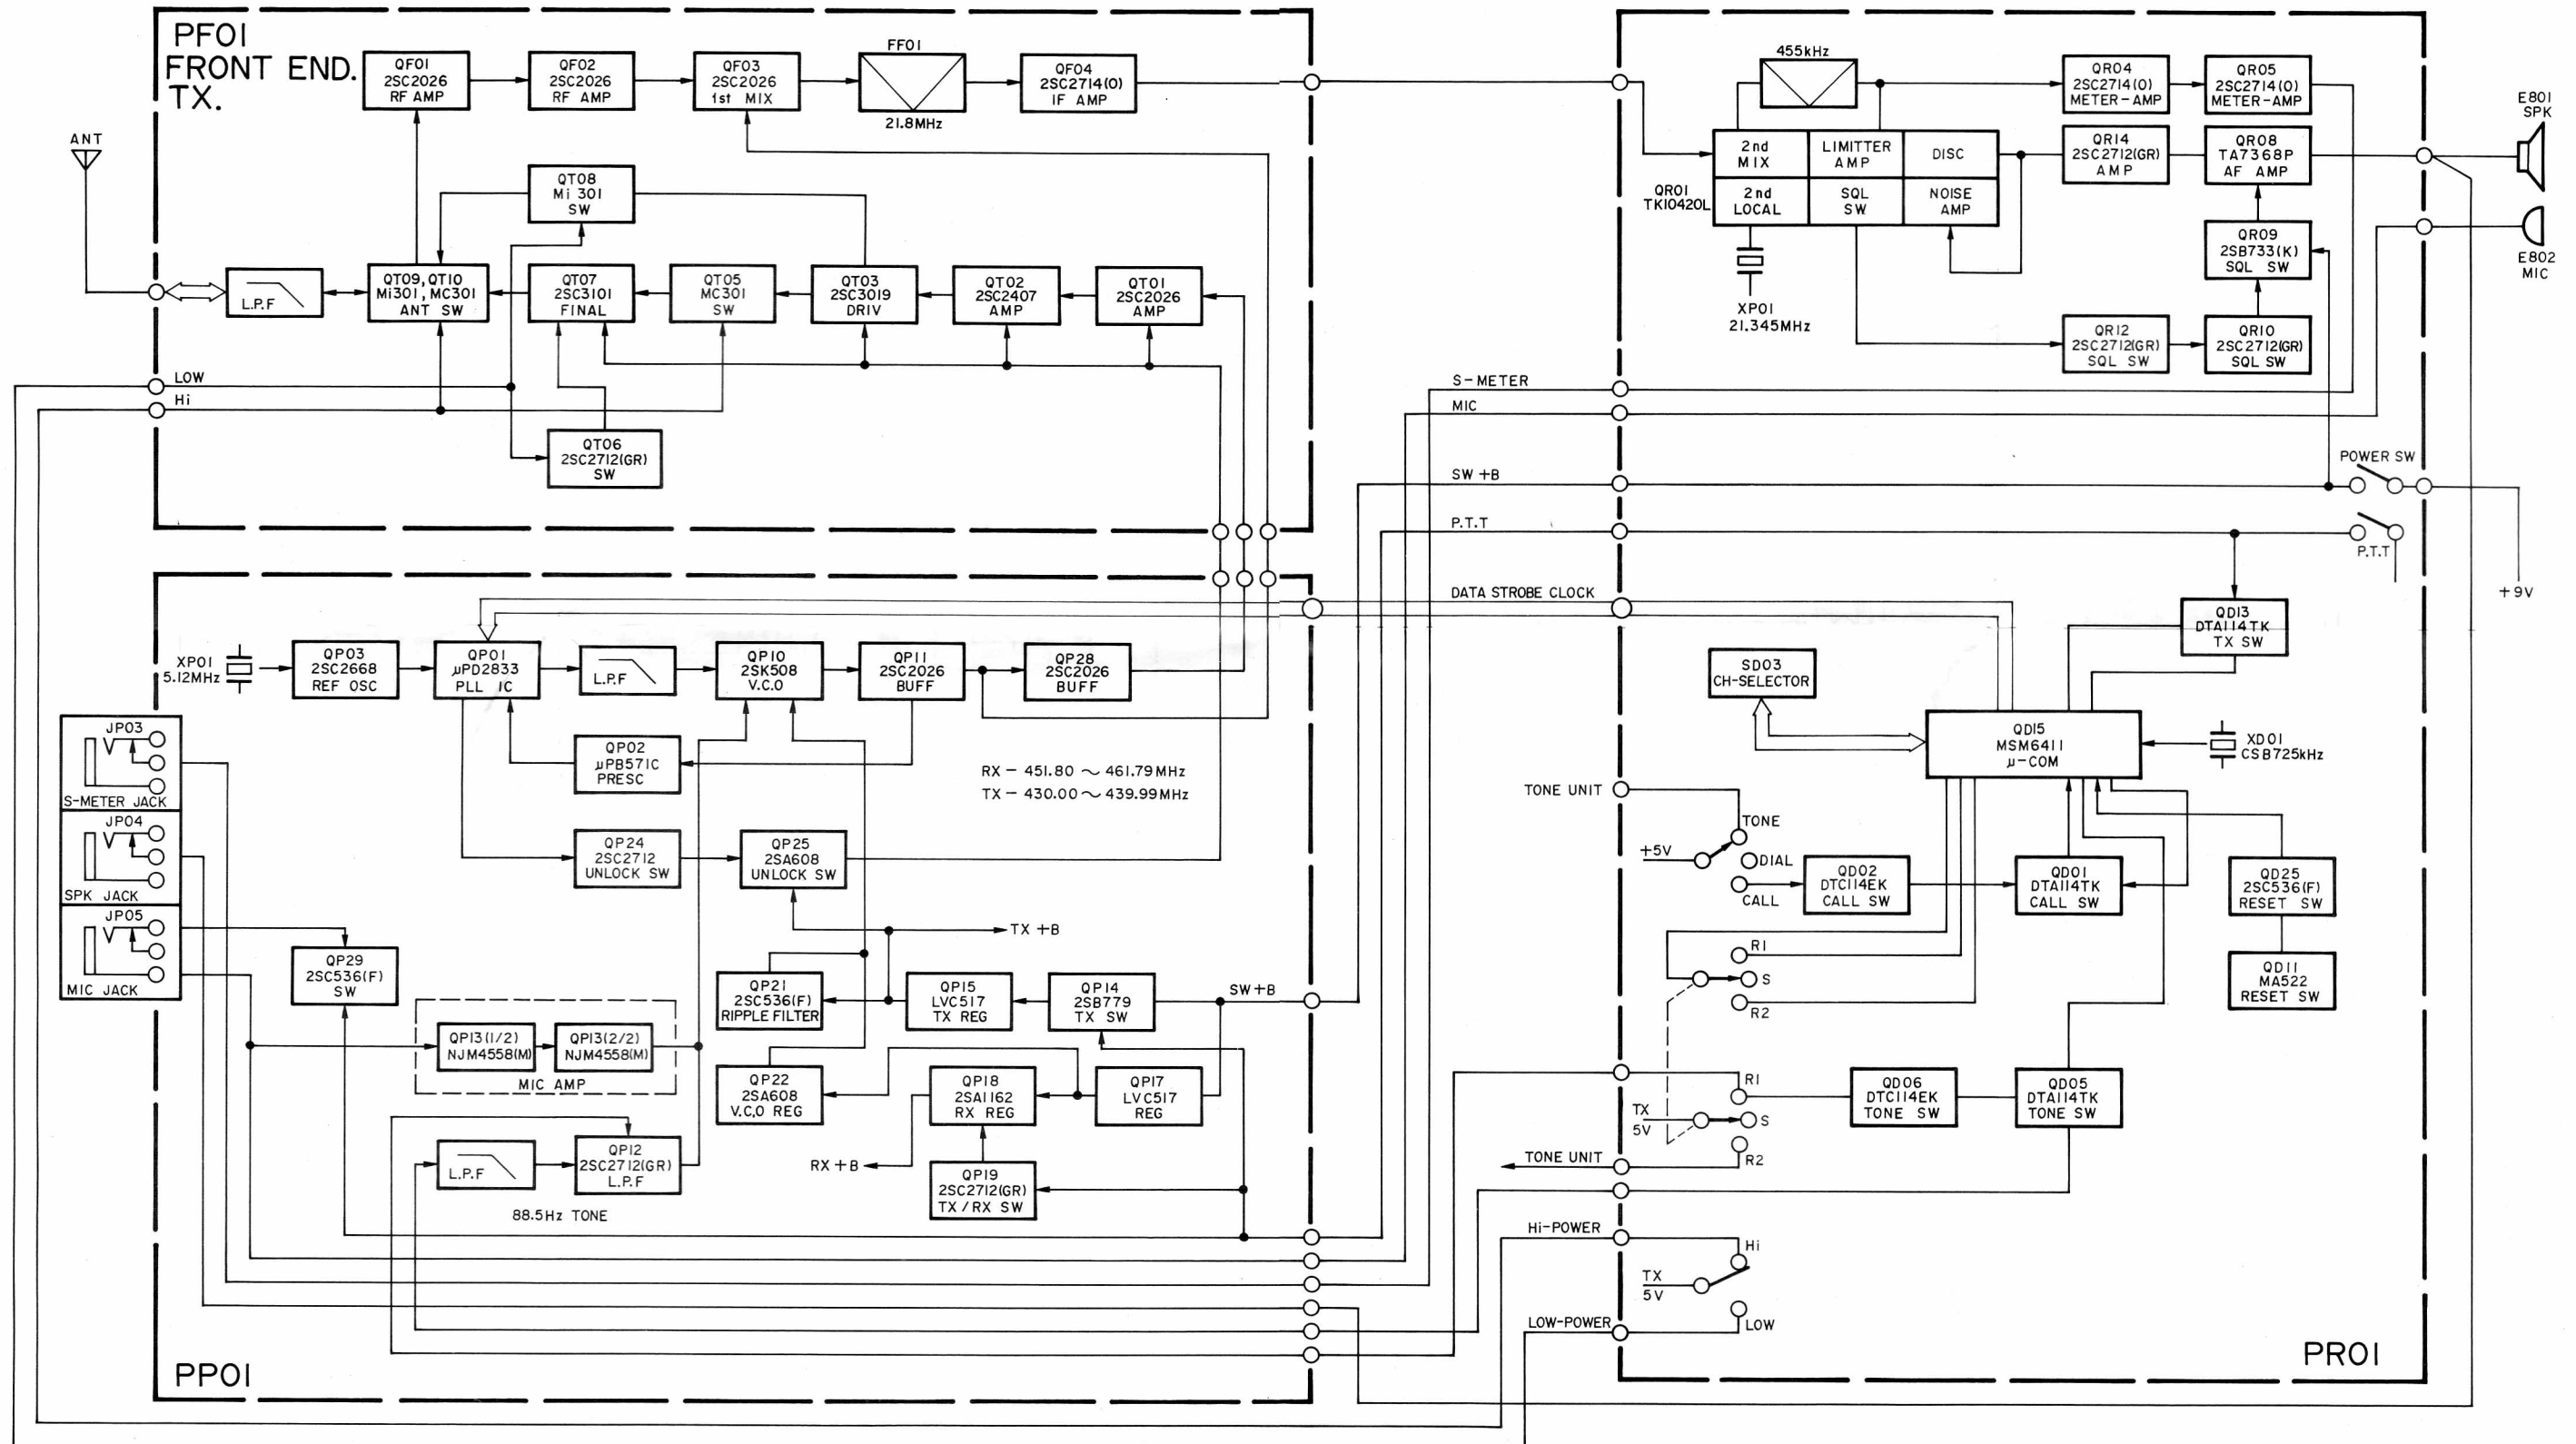 PF01
FRONT END.
TX.
QF01
2SC2026
RF AMP
QF02
2SC2026
RF AMP
QF03
2SC2026
1st MIX
FF01
21.8MHz
QF04
2SC2714(O)
IF AMP
ANT
QT08
Mi 301
SW
L.P.F
QT09, QT10
Mi301, MC301
ANT SW
QT07
2SC3101
FINAL
QT05
MC301
SW
QT03
2SC3019
DRIV
QT02
2SC2407
AMP
QT01
2SC2026
AMP
LOW
Hi
QT06
2SC2712(GR)
SW
455kHz
QR04
2SC2714(O)
METER-AMP
QR05
2SC2714(O)
METER-AMP
E801
SPK
2nd
MIX
LIMITTER
AMP
DISC
QR14
2SC2712(GR)
AMP
QR08
TA7368P
AF AMP
QR01
TK10420L
2nd
LOCAL
SQL
SW
NOISE
AMP
QR09
2SB733(K)
SQL SW
E802
MIC
XP01
21.345MHz
QR12
2SC2712(GR)
SQL SW
QR10
2SC2712(GR)
SQL SW
S-METER
MIC
SW +B
POWER SW
P.T.T
P.T.T
+9V
DATA STROBE CLOCK
QD13
DTA114TK
TX SW
XP01
5.12MHz
QP03
2SC2668
REF OSC
QP01
μPD2833
PLL IC
L.P.F
QP10
2SK508
V.C.O
QP11
2SC2026
BUFF
QP28
2SC2026
BUFF
SD03
CH-SELECTOR
QD15
MSM6411
μ-COM
XD01
CSB725kHz
JP03
S-METER JACK
QP02
μPB571C
PRESC
RX – 451.80 ~ 461.79MHz
TX – 430.00 ~ 439.99MHz
TONE UNIT
TONE
+5V
DIAL
CALL
QD02
DTC114EK
CALL SW
QD01
DTA114TK
CALL SW
QD25
2SC536(F)
RESET SW
JP04
SPK JACK
QP24
2SC2712
UNLOCK SW
QP25
2SA608
UNLOCK SW
JP05
MIC JACK
QP29
2SC536(F)
SW
TX +B
R1
S
R2
QD11
MA522
RESET SW
QP21
2SC536(F)
RIPPLE FILTER
QP15
LVC517
TX REG
QP14
2SB779
TX SW
SW+B
QP13(1/2)
NJM4558(M)
QP13(2/2)
NJM4558(M)
MIC AMP
QP22
2SA608
V.C.O REG
QP18
2SA1162
RX REG
QP17
LVC517
REG
R1
TX
5V
S
R2
QD06
DTC114EK
TONE SW
QD05
DTA114TK
TONE SW
L.P.F
QP12
2SC2712(GR)
L.P.F
RX +B
QP19
2SC2712(GR)
TX/RX SW
TONE UNIT
88.5Hz TONE
Hi-POWER
Hi
TX
5V
LOW-POWER
LOW
PP01
PR01